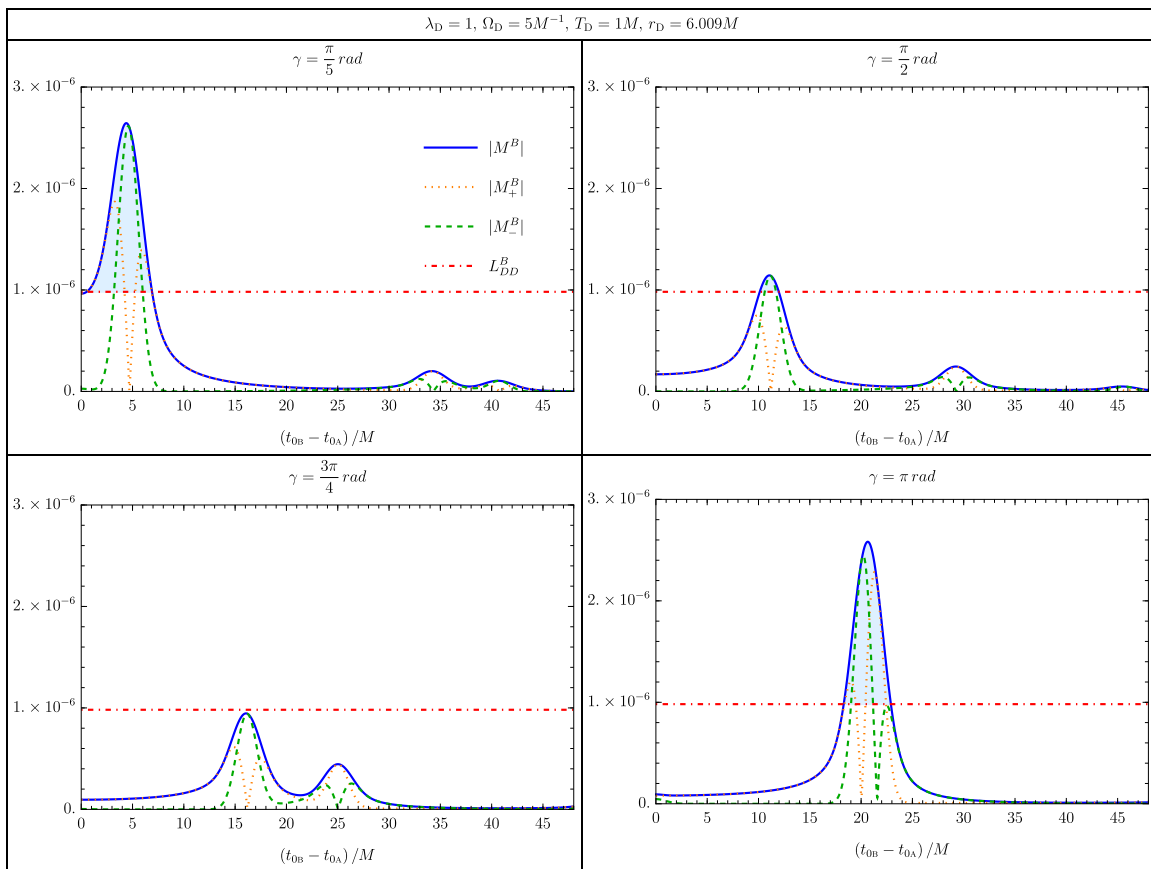 λ_D = 1, Ω_D = 5M⁻¹, T_D = 1M, r_D = 6.009M
γ = π/5 rad
3. × 10⁻⁶
2. × 10⁻⁶
1. × 10⁻⁶
0.
0 5 10 15 20 25 30 35 40 45
(t_0B − t_0A) /M
|M^B|
|M_+^B|
|M_-^B|
L_DD^B
γ = π/2 rad
3. × 10⁻⁶
2. × 10⁻⁶
1. × 10⁻⁶
0.
0 5 10 15 20 25 30 35 40 45
(t_0B − t_0A) /M
γ = 3π/4 rad
3. × 10⁻⁶
2. × 10⁻⁶
1. × 10⁻⁶
0.
0 5 10 15 20 25 30 35 40 45
(t_0B − t_0A) /M
γ = π rad
3. × 10⁻⁶
2. × 10⁻⁶
1. × 10⁻⁶
0.
0 5 10 15 20 25 30 35 40 45
(t_0B − t_0A) /M